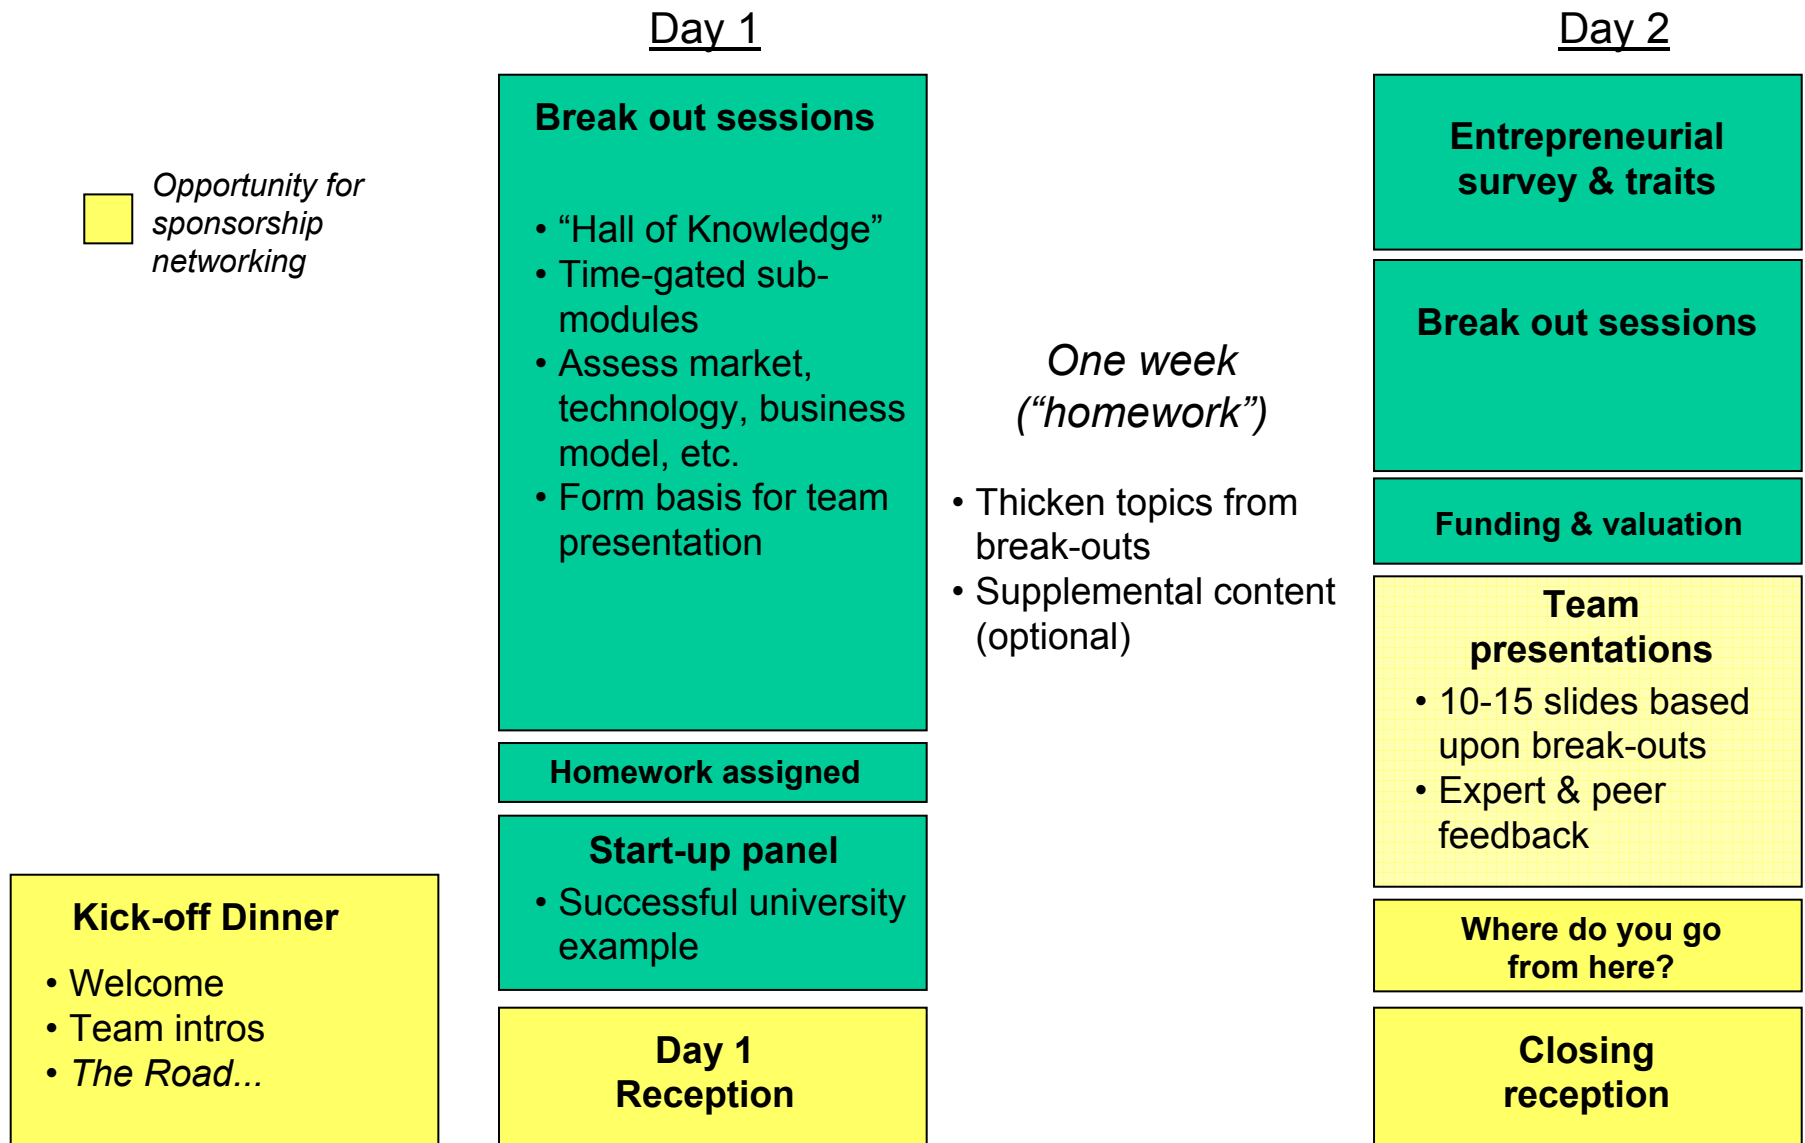 Day 1
Day 2
Opportunity for
sponsorship
networking
Kick-off Dinner
• Welcome
• Team intros
• The Road...
Break out sessions
• “Hall of Knowledge”
• Time-gated sub-
modules
• Assess market,
technology, business
model, etc.
• Form basis for team
presentation
Homework assigned
Start-up panel
• Successful university
example
Day 1
Reception
One week
(“homework”)
• Thicken topics from
break-outs
• Supplemental content
(optional)
Entrepreneurial
survey & traits
Break out sessions
Funding & valuation
Team
presentations
• 10-15 slides based
upon break-outs
• Expert & peer
feedback
Where do you go
from here?
Closing
reception